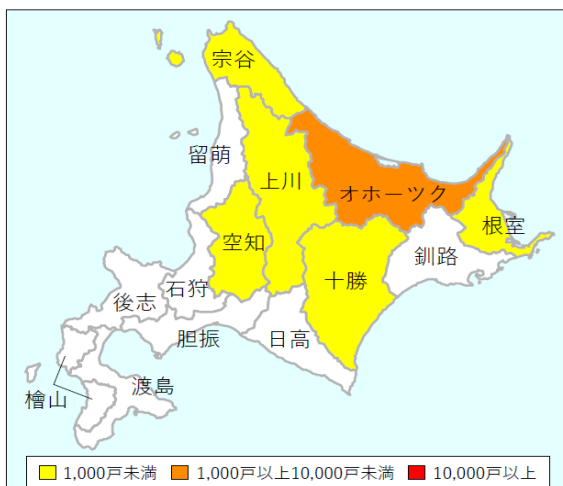 宗谷
留萌
上川
オホーツク
根室
空知
釧路
石狩
十勝
後志
胆振
日高
渡島
檜山
1,000戸未満
1,000戸以上10,000戸未満
10,000戸以上